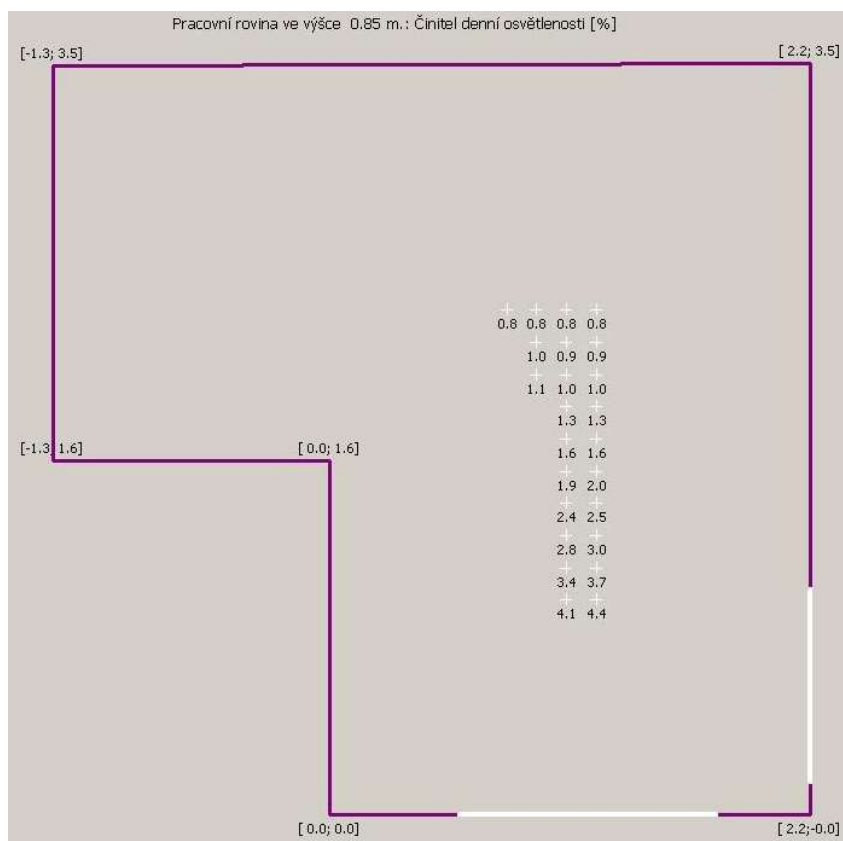 Pracovní rovina ve výšce 0.85 m.: Činitel denní osvětlenosti [%]
[-1.3; 3.5] [ 2.2; 3.5]
0.8 0.8 0.8 0.8
1.0 0.9 0.9
1.1 1.0 1.0
1.3 1.3
[-1.3; 1.6] [ 0.0; 1.6]
1.6 1.6
1.9 2.0
2.4 2.5
2.8 3.0
3.4 3.7
4.1 4.4
[ 0.0; 0.0] [ 2.2;-0.0]